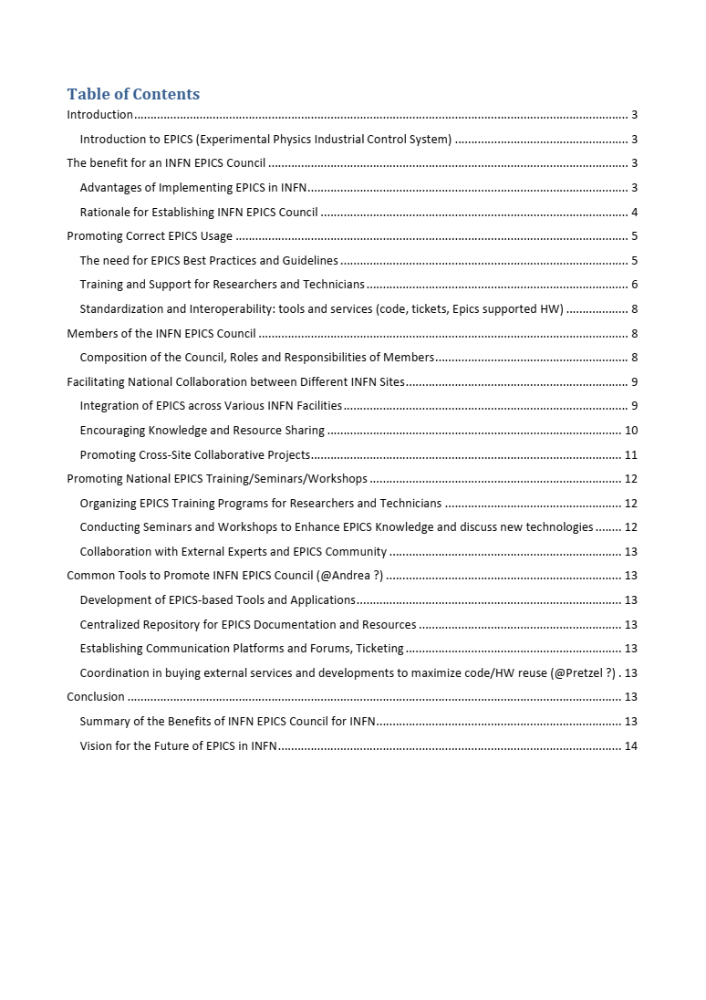 Table of Contents
Introduction ........................................................................................................ 3
Introduction to EPICS (Experimental Physics Industrial Control System) ........................................ 3
The benefit for an INFN EPICS Council ........................................................................ 3
Advantages of Implementing EPICS in INFN ................................................................ 3
Rationale for Establishing INFN EPICS Council ............................................................ 4
Promoting Correct EPICS Usage ................................................................................ 5
The need for EPICS Best Practices and Guidelines ........................................................ 5
Training and Support for Researchers and Technicians .................................................. 6
Standardization and Interoperability: tools and services (code, tickets, Epics supported HW) ................. 8
Members of the INFN EPICS Council ........................................................................ 8
Composition of the Council, Roles and Responsibilities of Members ........................................ 8
Facilitating National Collaboration between Different INFN Sites ............................................ 9
Integration of EPICS across Various INFN Facilities ........................................................ 9
Encouraging Knowledge and Resource Sharing ............................................................ 10
Promoting Cross-Site Collaborative Projects ................................................................ 11
Promoting National EPICS Training/Seminars/Workshops .................................................... 12
Organizing EPICS Training Programs for Researchers and Technicians .................................... 12
Conducting Seminars and Workshops to Enhance EPICS Knowledge and discuss new technologies ........ 12
Collaboration with External Experts and EPICS Community ................................................ 13
Common Tools to Promote INFN EPICS Council (@Andrea ?) ................................................ 13
Development of EPICS-based Tools and Applications ........................................................ 13
Centralized Repository for EPICS Documentation and Resources ............................................ 13
Establishing Communication Platforms and Forums, Ticketing ................................................ 13
Coordination in buying external services and developments to maximize code/HW reuse (@Pretzel ?) . 13
Conclusion ........................................................................................................ 13
Summary of the Benefits of INFN EPICS Council for INFN .................................................... 13
Vision for the Future of EPICS in INFN ........................................................................ 14